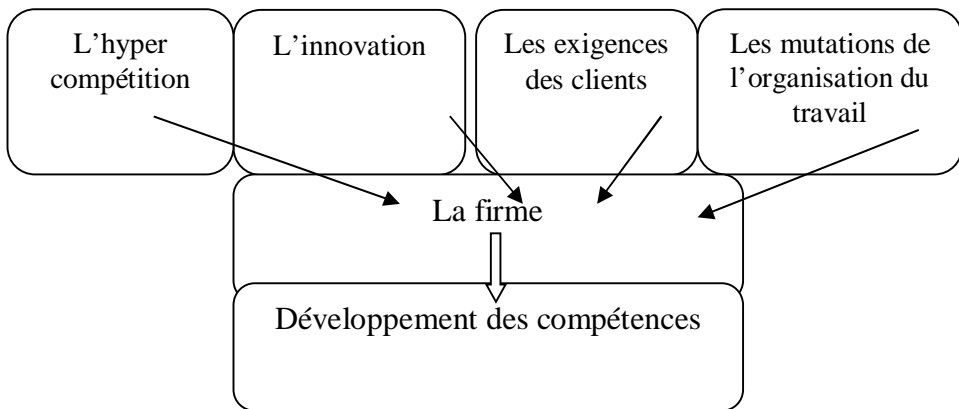 L’hyper
compétition
L’innovation
Les exigences
des clients
Les mutations de
l’organisation du
travail
La firme
Développement des compétences